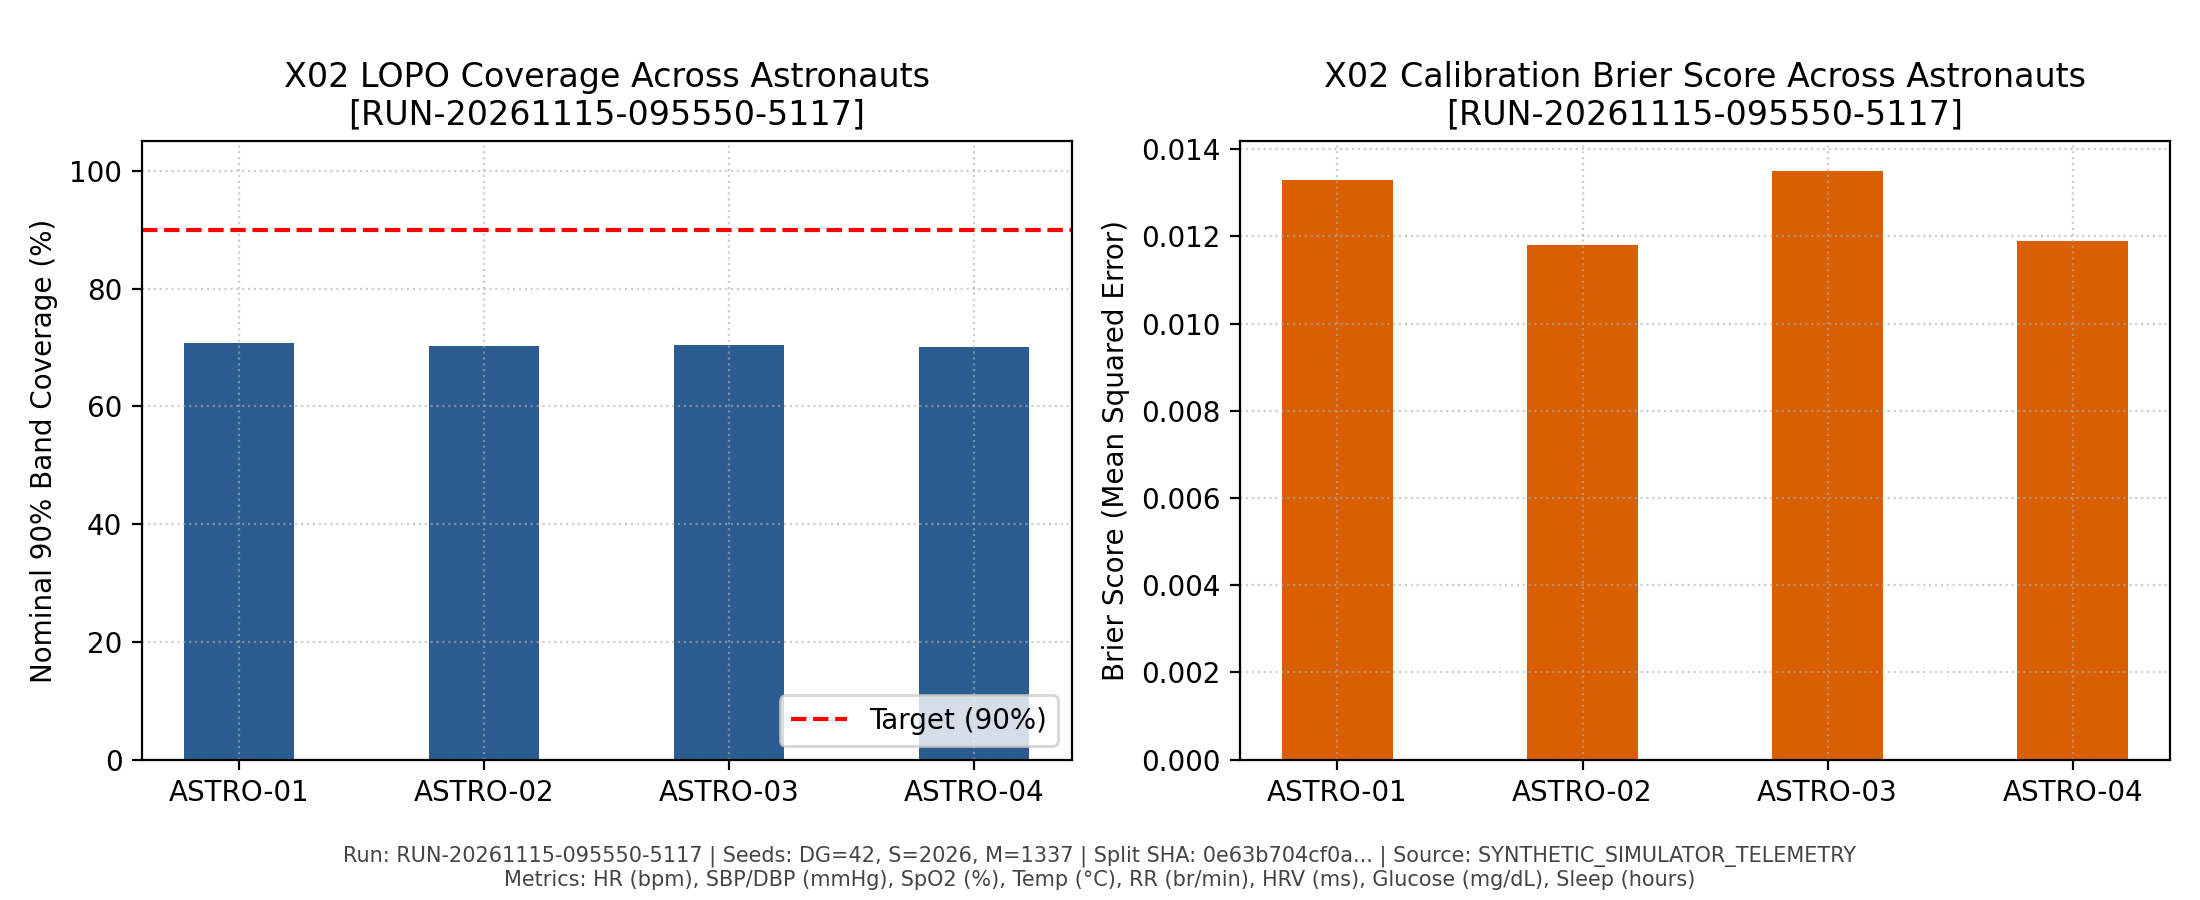 X02 LOPO Coverage Across Astronauts
[RUN-20261115-095550-5117]
Nominal 90% Band Coverage (%)
100
80
60
40
20
0
ASTRO-01
ASTRO-02
ASTRO-03
ASTRO-04
Target (90%)
X02 Calibration Brier Score Across Astronauts
[RUN-20261115-095550-5117]
Brier Score (Mean Squared Error)
0.014
0.012
0.010
0.008
0.006
0.004
0.002
0.000
ASTRO-01
ASTRO-02
ASTRO-03
ASTRO-04
Run: RUN-20261115-095550-5117 | Seeds: DG=42, S=2026, M=1337 | Split SHA: 0e63b704cf0a... | Source: SYNTHETIC_SIMULATOR_TELEMETRY
Metrics: HR (bpm), SBP/DBP (mmHg), SpO2 (%), Temp (°C), RR (br/min), HRV (ms), Glucose (mg/dL), Sleep (hours)